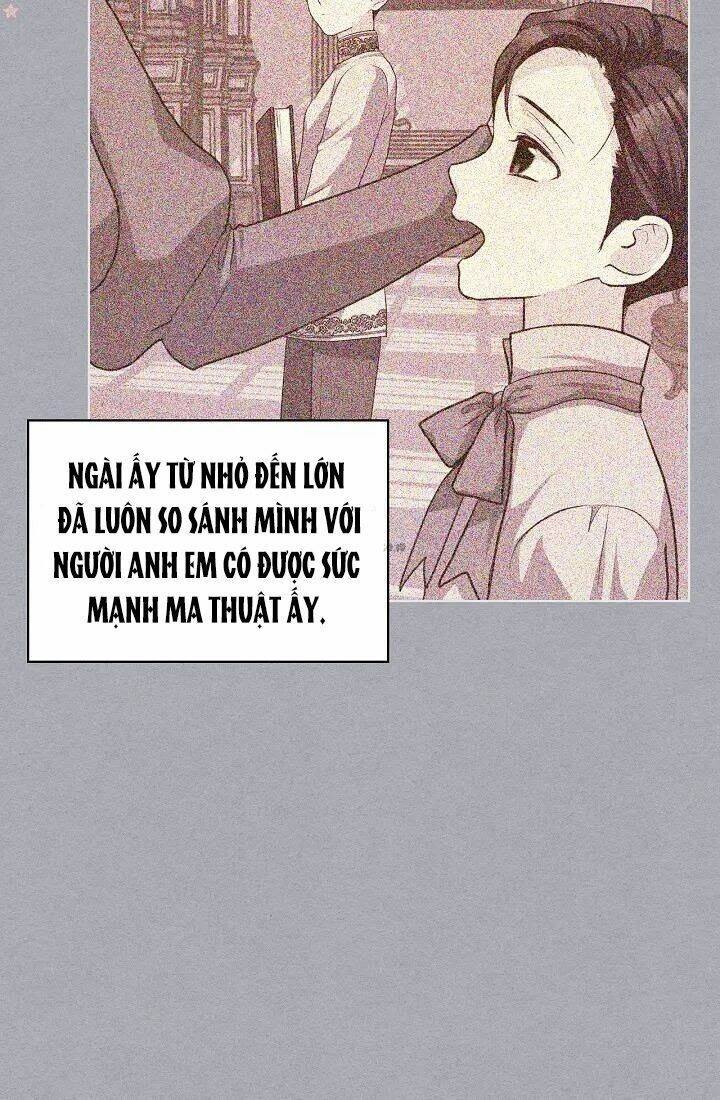 NGÀI ẤY TỪ NHỎ ĐẾN LỚN
ĐÃ LUÔN SO SÁNH MÌNH VỚI
NGƯỜI ANH EM CÓ ĐƯỢC SỨC
MẠNH MA THUẬT ẤY.